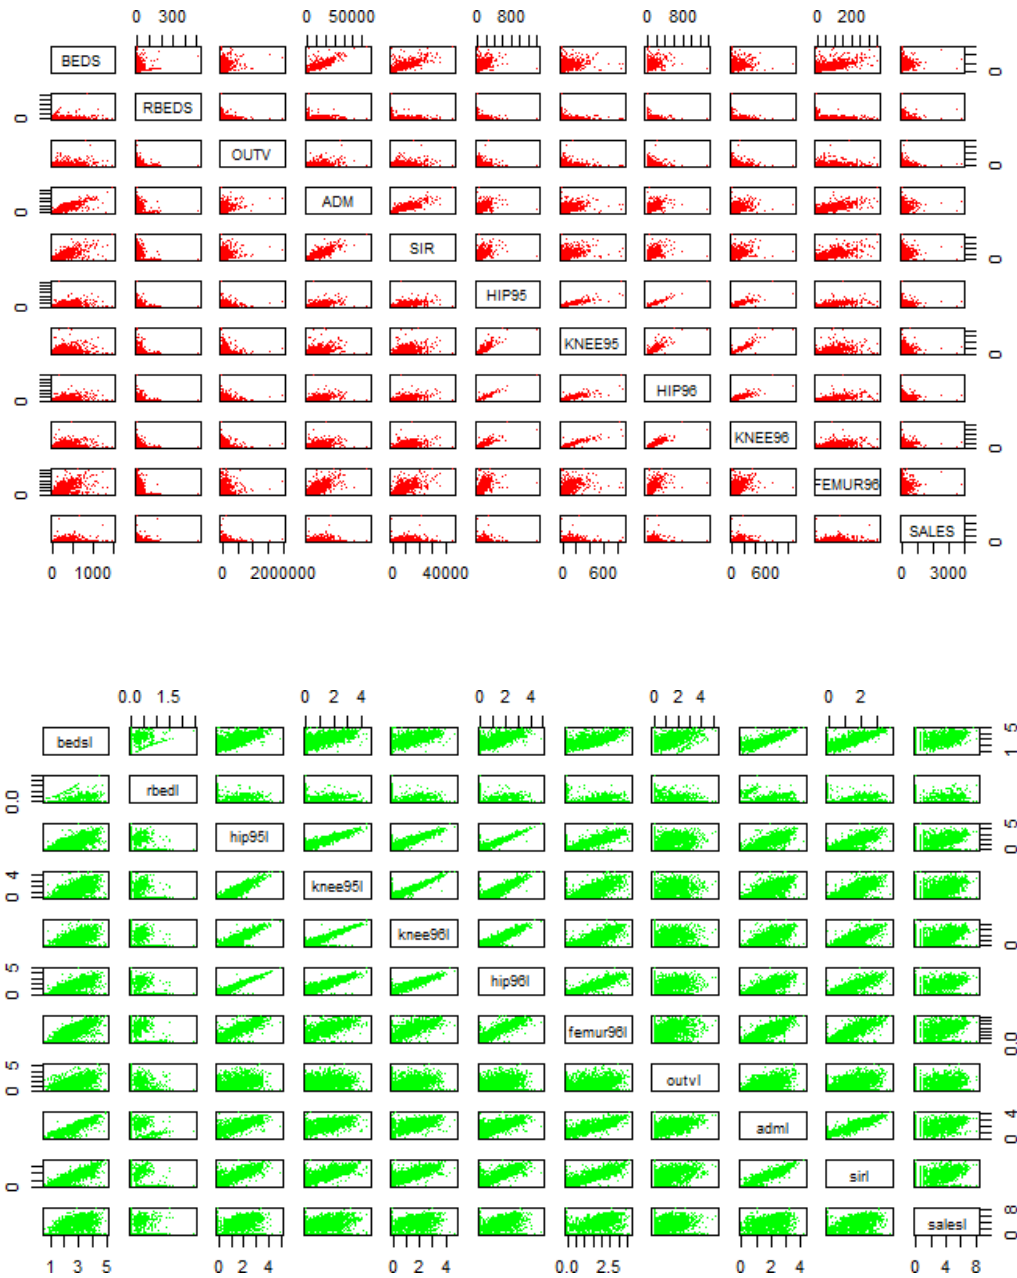 0 300 0 50000 0 800 0 800 0 200
BEDS 0
0 RBEDS
OUTV 0
0 ADM
SIR 0
0 HIP95
KNEE95 0
0 HIP96
KNEE96 0
0 FEMUR96
SALES 0
0 1000 0 2000000 0 40000 0 600 0 600 0 3000
0.0 1.5 0 2 4 0 2 4 0 2 4 0 2
bedsl 1 5
0.0 rbedl
hip95l 0 5
0 4 knee95l
knee96l 0
0 5 hip96l
femur96l 0.0
0 5 outvl
adml 0 4
0 sirl
salesl 0 8
1 3 5 0 2 4 0 2 4 0.0 2.5 0 2 4 0 4 8